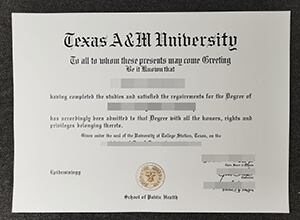 Texas A&M University
To all to whom these presents may come Greeting
Be it Known that
having completed the studies and satisfied the requirements for the Degree of
has accordingly been admitted to that Degree with all the honors, rights and
privileges belonging thereto.
Given under the seal of the University at College Station, Texas, on the
Epidemiology
School of Public Health